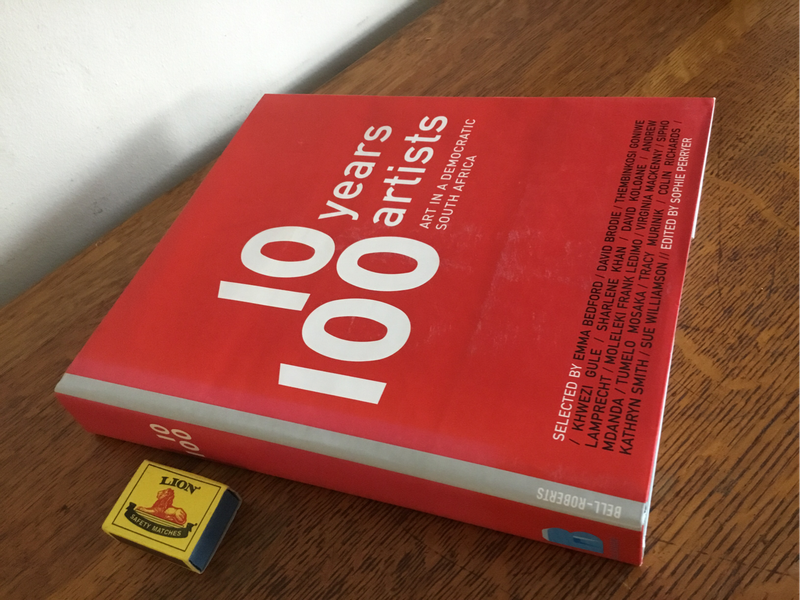 10 years
100 artists
ART IN A DEMOCRATIC
SOUTH AFRICA
SELECTED BY EMMA BEDFORD / DAVID BRODIE / THEMBINKOSI GONIWE
/ KHWEZI GULE / SHARLENE KHAN / DAVID KOLOANE / ANDREW
LAMPRECHT / MOLELEKI FRANK LEDIMO / VIRGINIA MACKENNY / SIPHO
MDANDA / TUMELO MOSAKA / TRACY MURINIK / COLIN RICHARDS /
KATHRYN SMITH / SUE WILLIAMSON // EDITED BY SOPHIE PERRYER
BELL-ROBERTS
10
100
LION
SAFETY MATCHES